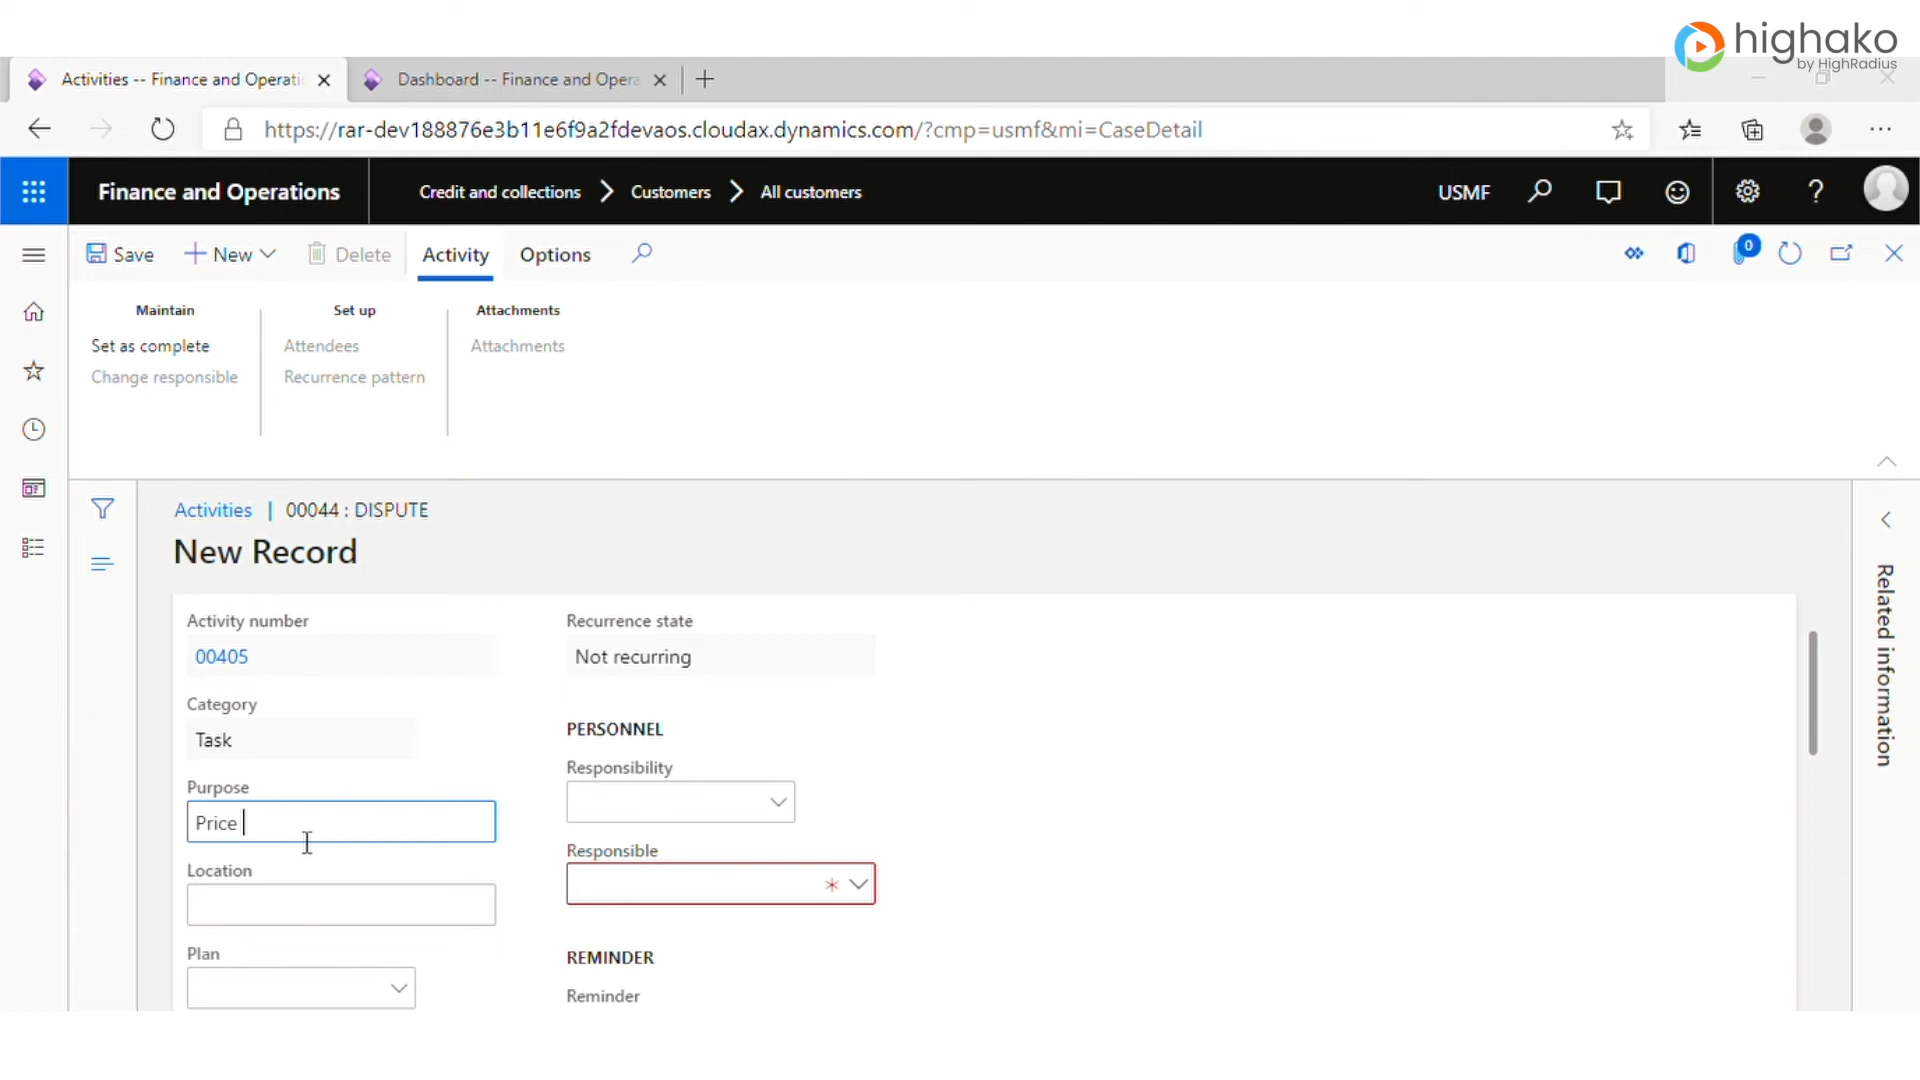 highako
by HighRadius
Activities -- Finance and Operatio
Dashboard -- Finance and Opera
https://rar-dev188876e3b11e6f9a2fdevaos.cloudax.dynamics.com/?cmp=usmf&mi=CaseDetail
Finance and Operations
Credit and collections > Customers > All customers
USMF
Save
New
Delete
Activity
Options
0
Maintain
Set up
Attachments
Set as complete
Attendees
Attachments
Change responsible
Recurrence pattern
Activities | 00044 : DISPUTE
New Record
Activity number
00405
Category
Task
Purpose
Price
Location
Plan
Recurrence state
Not recurring
PERSONNEL
Responsibility
Responsible
*
REMINDER
Reminder
Related information